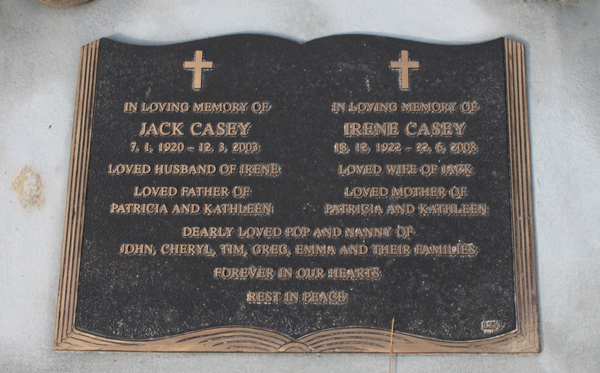 IN LOVING MEMORY OF
JACK CASEY
7. 1. 1920 – 12. 3. 2003
LOVED HUSBAND OF IRENE
LOVED FATHER OF
PATRICIA AND KATHLEEN
IN LOVING MEMORY OF
IRENE CASEY
18. 12. 1922 – 22. 6. 2008
LOVED WIFE OF JACK
LOVED MOTHER OF
PATRICIA AND KATHLEEN
DEARLY LOVED POP AND NANNY OF
JOHN, CHERYL, TIM, GREG, EMMA AND THEIR FAMILIES
FOREVER IN OUR HEARTS
REST IN PEACE